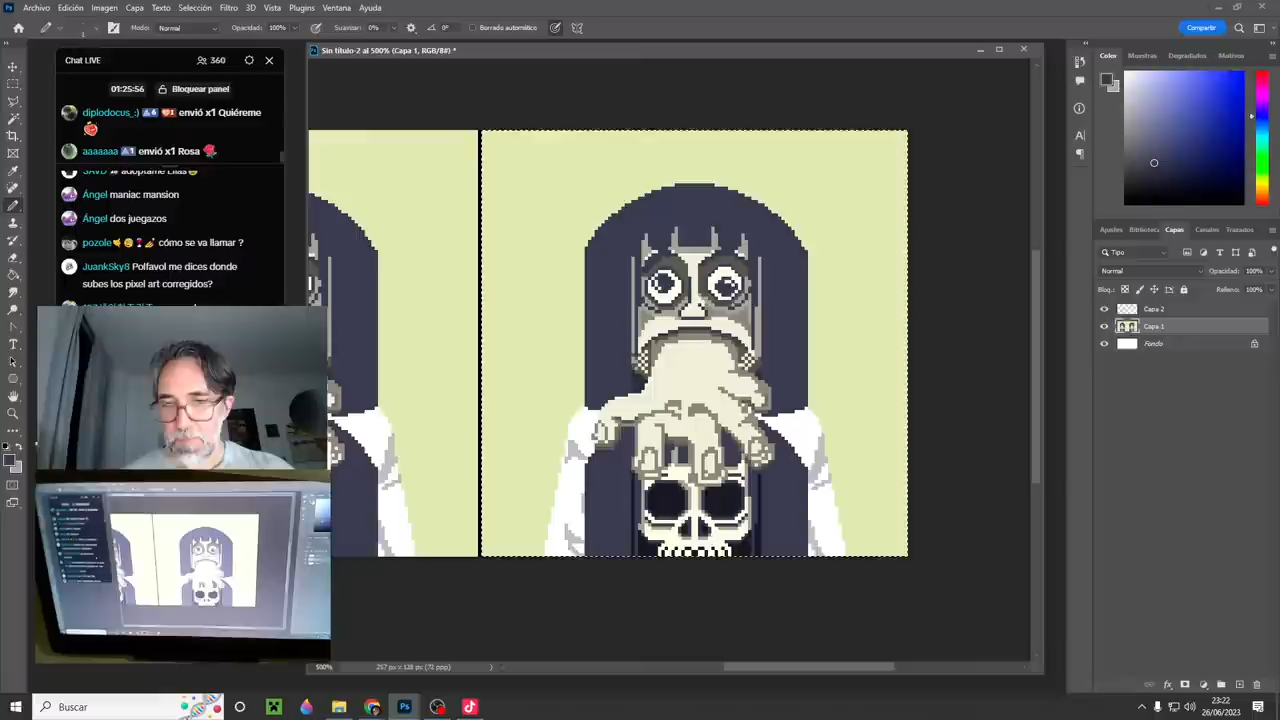 Archivo Edición Imagen Capa Texto Selección Filtro 3D Vista Plugins Ventana Ayuda
Modo: Normal Opacidad: 100% Suavizar: 0% 0° Borrado automático Compartir
Sin título-2 al 500% (Capa 1, RGB/8#) *
Chat LIVE 360
01:25:56 Bloquear panel
diplodocus_:) 6 1 envió x1 Quiéreme
aaaaaaa 1 envió x1 Rosa
Ángel maniac mansion
Ángel dos juegazos
pozole cómo se va llamar ?
JuankSky8 Polfavol me dices donde
subes los pixel art corregidos?
Color Muestras Degradados Motivos
Ajustes Bibliotecas Capas Canales Trazados
Tipo
Normal Opacidad: 100%
Bloq.: Relleno: 100%
Capa 2
Capa 1
Fondo
500% 257 px x 128 px (72 ppp)
Buscar
23:22
26/06/2023